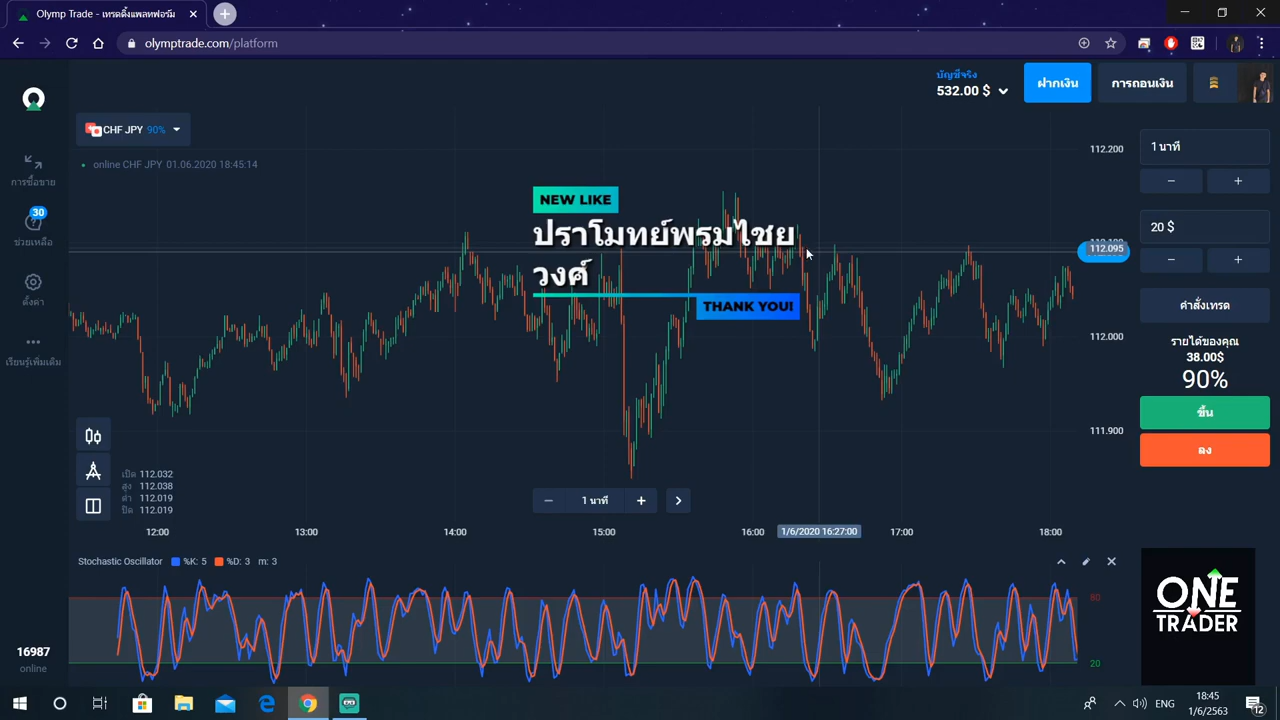 Olymp Trade - เทรดดิ้งแพลทฟอร์ม
olymptrade.com/platform
บัญชีจริง
532.00 $
ฝากเงิน
การถอนเงิน
CHF JPY 90%
online CHF JPY 01.06.2020 18:45:14
การซื้อขาย
30
ช่วยเหลือ
ตั้งค่า
เรียนรู้เพิ่มเติม
NEW LIKE
ปราโมทย์พรมไชย
วงศ์
THANK YOU!
112.200
112.095
112.000
111.900
1 นาที
20 $
คำสั่งเทรด
รายได้ของคุณ
38.00$
90%
ขึ้น
ลง
เปิด 112.032
สูง 112.038
ต่ำ 112.019
ปิด 112.019
1 นาที
12:00
13:00
14:00
15:00
16:00
1/6/2020 16:27:00
17:00
18:00
Stochastic Oscillator %K: 5 %D: 3 m: 3
80
20
ONE
TRADER
16987
online
ENG
18:45
1/6/2563
12